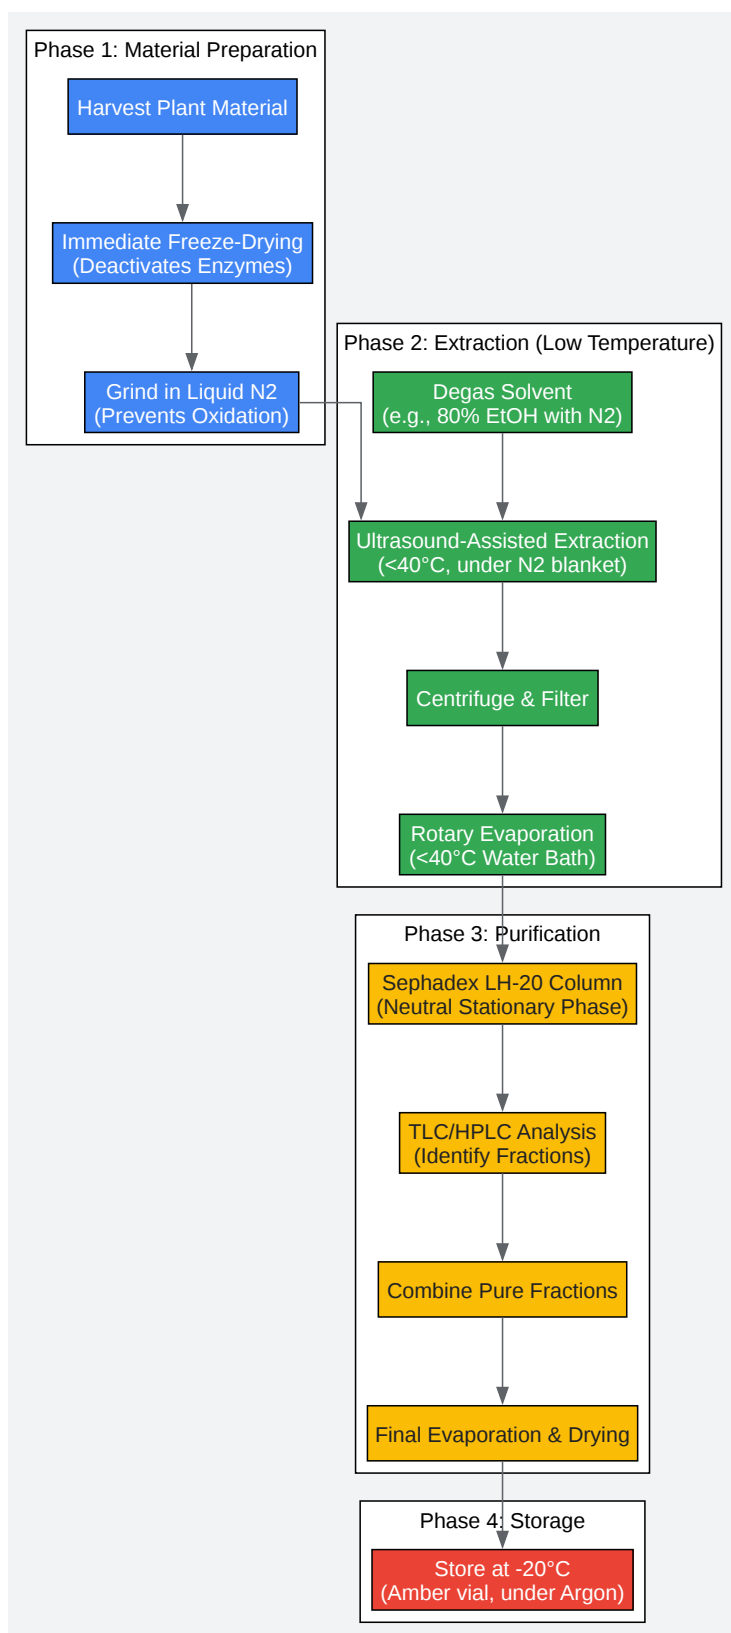 Phase 1: Material Preparation
Harvest Plant Material
Immediate Freeze-Drying
(Deactivates Enzymes)
Grind in Liquid N2
(Prevents Oxidation)
Phase 2: Extraction (Low Temperature)
Degas Solvent
(e.g., 80% EtOH with N2)
Ultrasound-Assisted Extraction
(<40°C, under N2 blanket)
Centrifuge & Filter
Rotary Evaporation
(<40°C Water Bath)
Phase 3: Purification
Sephadex LH-20 Column
(Neutral Stationary Phase)
TLC/HPLC Analysis
(Identify Fractions)
Combine Pure Fractions
Final Evaporation & Drying
Phase 4: Storage
Store at -20°C
(Amber vial, under Argon)